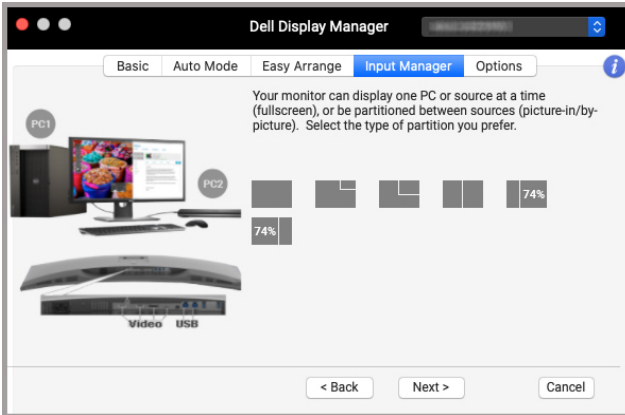 Dell Display Manager
Basic Auto Mode Easy Arrange Input Manager Options i
Your monitor can display one PC or source at a time
(fullscreen), or be partitioned between sources (picture-in/by-
picture). Select the type of partition you prefer.
PC1
PC2
74%
74%
Video USB
< Back Next > Cancel